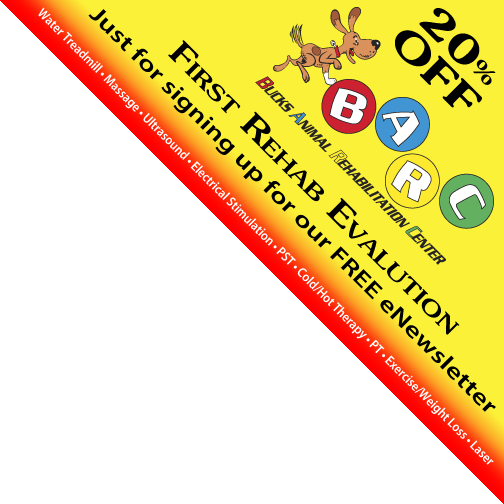 20% OFF
BARC
BUCKS ANIMAL REHABILITATION CENTER
FIRST REHAB EVALUTION
Just for signing up for our FREE eNewsletter
Water Treadmill • Massage • Ultrasound • Electrical Stimulation • PST • Cold/Hot Therapy • PT • Exercise/Weight Loss • Laser